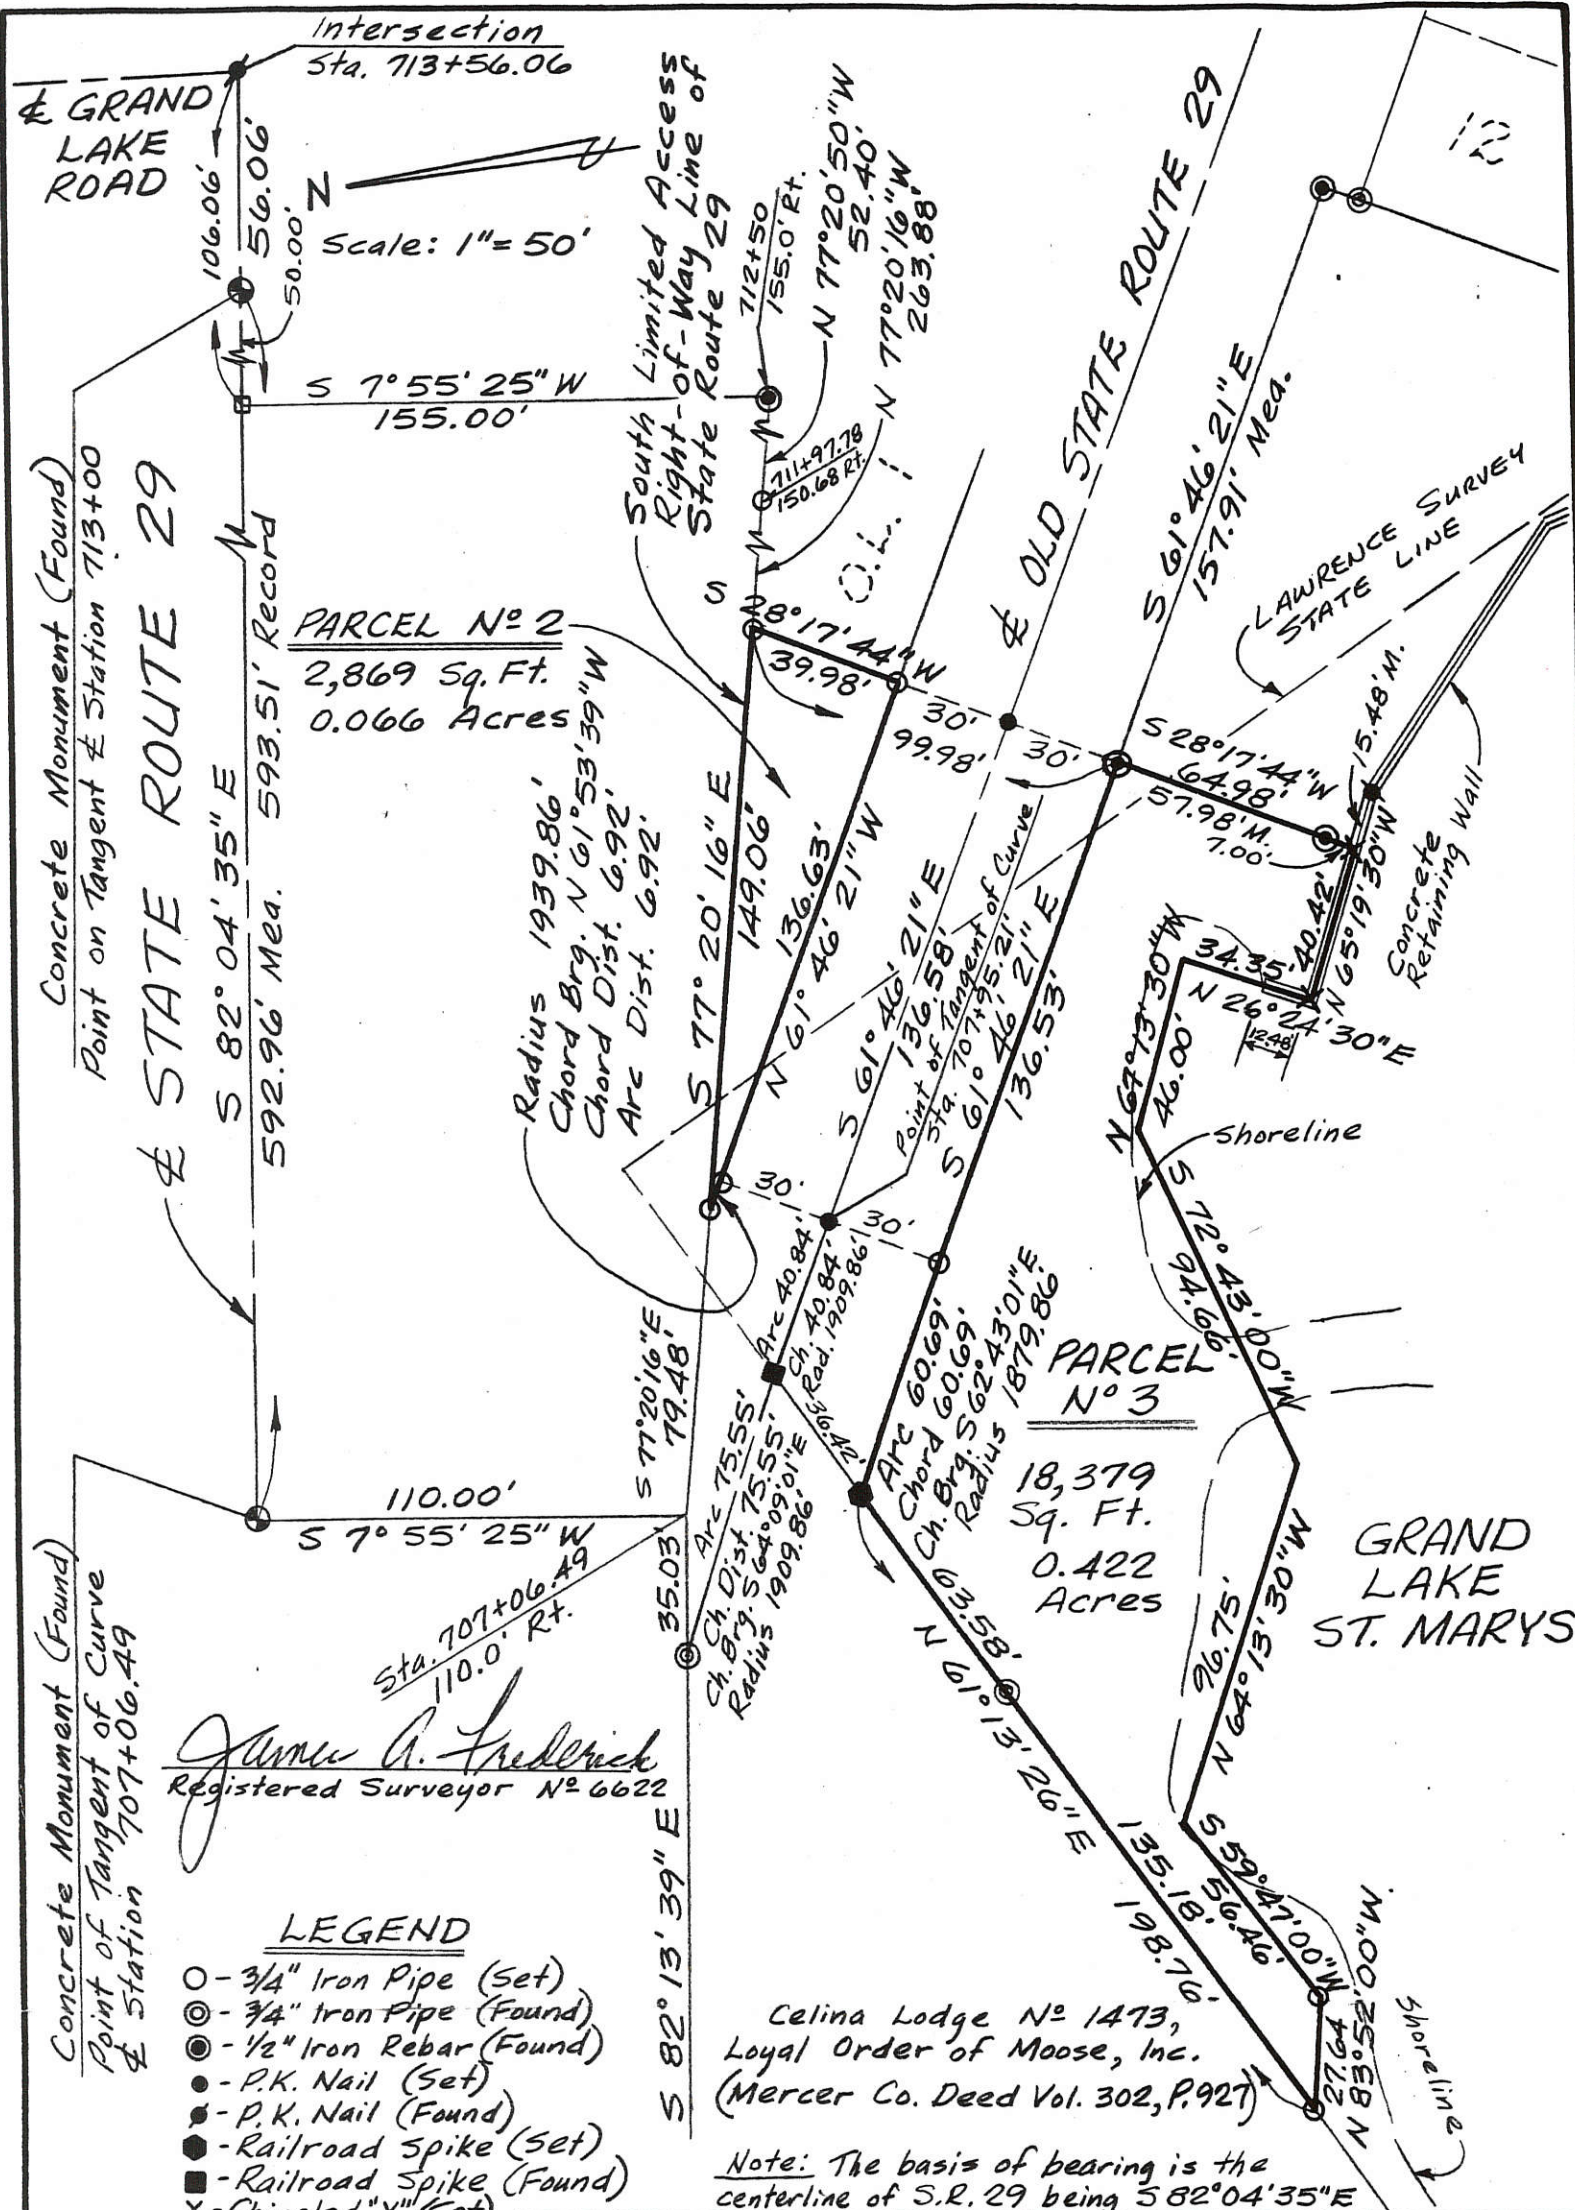 Intersection
Sta. 713+56.06
℄ GRAND
LAKE
ROAD
106.06'
56.06'
50.00'
N
Scale: 1"= 50'
S 7° 55' 25" W
155.00'
South Limited Access
Right-of-Way Line of
State Route 29
712+50
155.0' Rt.
N 77°20'50"W
52.40'
N 77°20'16"W
263.88'
711+97.78
150.68 Rt.
O.L. 1
℄ OLD STATE ROUTE 29
12
S 61°46'21"E
157.91' Mea.
LAWRENCE SURVEY
STATE LINE
Concrete Monument (Found)
Point on Tangent ℄ Station 713+00
℄ STATE ROUTE 29
S 82° 04' 35" E
592.96' Mea. 593.51' Record
PARCEL Nº 2
2,869 Sq. Ft.
0.066 Acres
S 28°17'44"W
39.98'
30'
99.98'
30'
S 28°17'44"W
64.98'
57.98' M.
7.00'
15.48' M.
40.42'
N 65°19'30"W
Concrete
Retaining Wall
34.35'
N 26°24'30"E
12.48
N 67°13'30"W
46.00'
Shoreline
S 72°43'00"W
94.66'
Radius 1939.86'
Chord Brg. N 61°53'39"W
Chord Dist. 6.92'
Arc Dist. 6.92'
S 77° 20' 16" E
149.06'
136.63'
N 61° 46' 21" W
S 61° 46' 21" E
136.58'
Point of Tangent of Curve
Sta. 707+95.21'
S 61° 46' 21" E
136.53'
30'
30'
Arc 40.84'
Ch. 40.84'
Rad. 1909.86'
36.42'
S 77°20'16"E
79.48'
Arc 60.69'
Chord 60.69'
Ch. Brg. S 62°43'01"E
Radius 1879.86'
PARCEL
Nº 3
18,379
Sq. Ft.
0.422
Acres
GRAND
LAKE
ST. MARYS
110.00'
S 7° 55' 25" W
Sta. 707+06.49
110.0' Rt.
35.03'
Arc 75.55'
Ch. Dist. 75.55'
Ch. Brg. S 64°09'01"E
Radius 1909.86'
63.58'
N 61°13'26"E
135.18'
198.76'
96.75'
N 64°13'30"W
S 59°47'00"W
56.46'
27.64
N 83°52'00"W.
Shoreline
Concrete Monument (Found)
Point of Tangent of Curve
℄ Station 707+06.49
James A. Frederick
Registered Surveyor Nº 6622
S 82° 13' 39" E
LEGEND
- 3/4" Iron Pipe (Set)
- 3/4" Iron Pipe (Found)
- 1/2" Iron Rebar (Found)
- P.K. Nail (Set)
- P.K. Nail (Found)
- Railroad Spike (Set)
- Railroad Spike (Found)
X - Chiseled "X" (Set)
Celina Lodge Nº 1473,
Loyal Order of Moose, Inc.
(Mercer Co. Deed Vol. 302, P.927)
Note: The basis of bearing is the
centerline of S.R. 29 being S 82°04'35"E